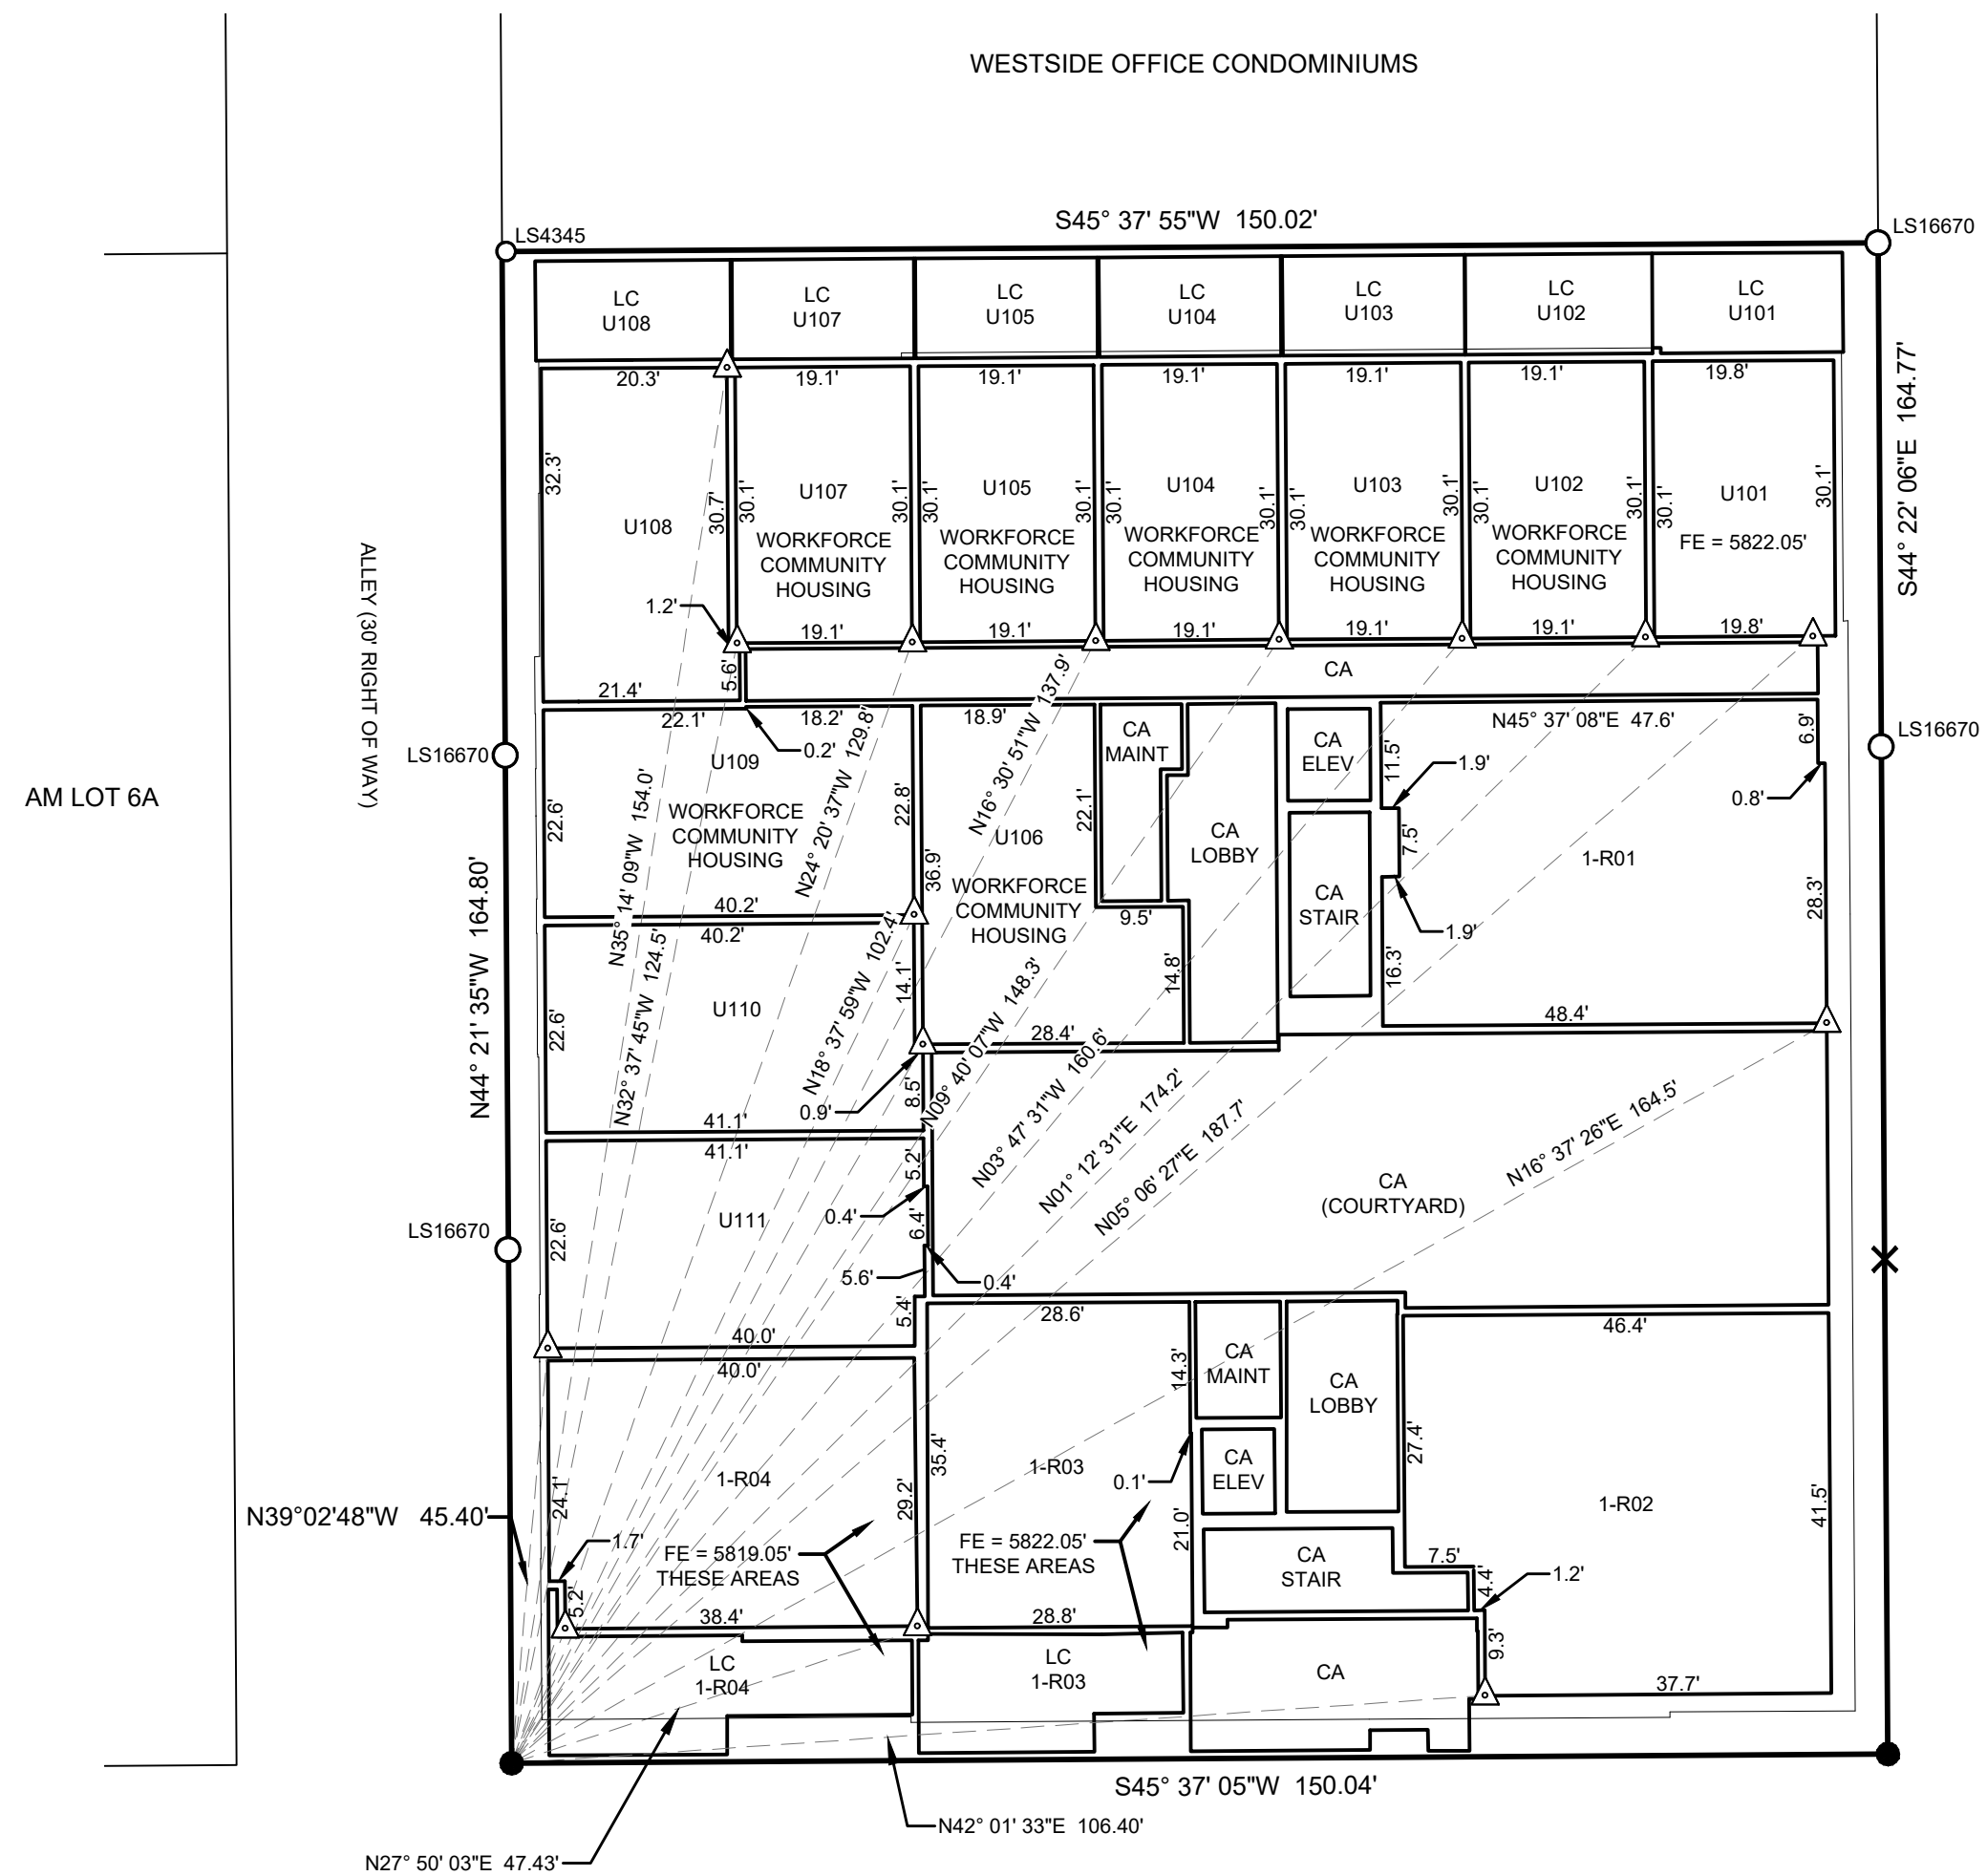 WESTSIDE OFFICE CONDOMINIUMS
S45° 37' 55"W 150.02'
LS4345
LS16670
LC
U108
LC
U107
LC
U105
LC
U104
LC
U103
LC
U102
LC
U101
20.3'
19.1'
19.1'
19.1'
19.1'
19.1'
19.8'
S44° 22' 06"E 164.77'
32.3'
U108
30.7'
30.1'
U107
WORKFORCE
COMMUNITY
HOUSING
30.1'
30.1'
U105
WORKFORCE
COMMUNITY
HOUSING
30.1'
30.1'
U104
WORKFORCE
COMMUNITY
HOUSING
30.1'
30.1'
U103
WORKFORCE
COMMUNITY
HOUSING
30.1'
30.1'
U102
WORKFORCE
COMMUNITY
HOUSING
30.1'
30.1'
U101
FE = 5822.05'
30.1'
ALLEY (30' RIGHT OF WAY)
1.2'
19.1'
19.1'
19.1'
19.1'
19.1'
19.8'
5.6'
CA
21.4'
22.1'
18.2'
18.9'
0.2'
LS16670
LS16670
AM LOT 6A
U109
WORKFORCE
COMMUNITY
HOUSING
22.6'
22.8'
40.2'
N35° 14' 09"W 154.0'
N32° 37' 45"W 124.5'
N24° 20' 37"W 129.8'
N18° 37' 59"W 102.4'
N16° 30' 51"W 137.9'
N09° 40' 07"W 148.3'
N03° 47' 31"W 160.6'
N01° 12' 31"E 174.2'
N05° 06' 27"E 187.7'
N16° 37' 26"E 164.5'
36.9'
U106
WORKFORCE
COMMUNITY
HOUSING
22.1'
9.5'
14.8'
28.4'
CA
MAINT
CA
LOBBY
CA
ELEV
CA
STAIR
N45° 37' 08"E 47.6'
11.5'
1.9'
7.5'
1.9'
16.3'
1-R01
6.9'
0.8'
28.3'
48.4'
N44° 21' 35"W 164.80'
40.2'
22.6'
U110
14.1'
0.9'
8.5'
41.1'
41.1'
LS16670
22.6'
U111
5.2'
0.4'
6.4'
0.4'
5.6'
5.4'
40.0'
CA
(COURTYARD)
40.0'
24.1'
1-R04
29.2'
N39°02'48"W 45.40'
1.7'
5.2'
FE = 5819.05'
THESE AREAS
38.4'
28.6'
35.4'
1-R03
14.3'
0.1'
21.0'
FE = 5822.05'
THESE AREAS
28.8'
CA
MAINT
CA
ELEV
CA
LOBBY
CA
STAIR
46.4'
27.4'
1-R02
41.5'
7.5'
4.4'
1.2'
9.3'
37.7'
LC
1-R04
LC
1-R03
CA
S45° 37' 05"W 150.04'
N42° 01' 33"E 106.40'
N27° 50' 03"E 47.43'